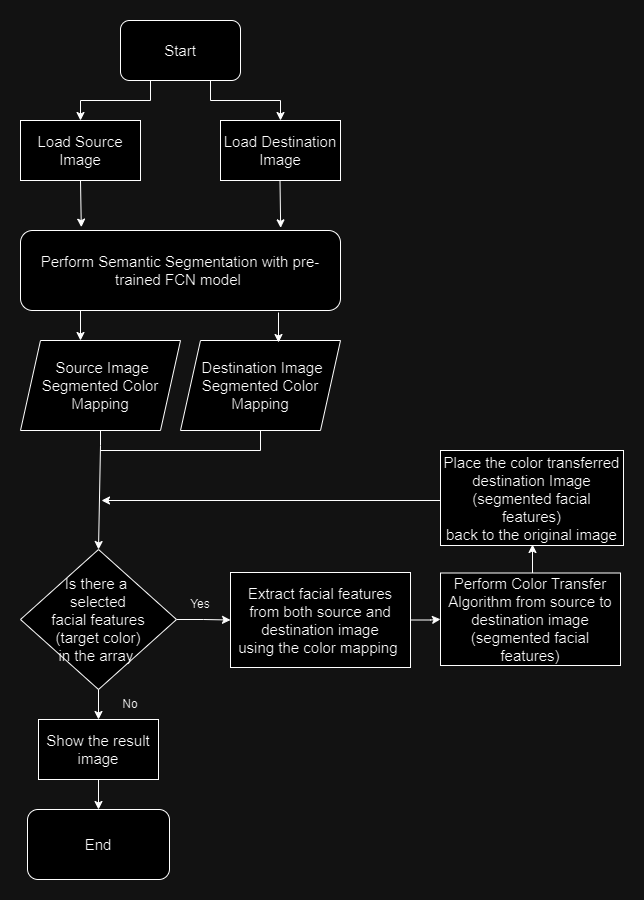 Start
Load Source
Image
Load Destination
Image
Perform Semantic Segmentation with pre-
trained FCN model
Source Image
Segmented Color
Mapping
Destination Image
Segmented Color
Mapping
Place the color transferred
destination Image
(segmented facial
features)
back to the original image
Is there a
selected
facial features
(target color)
in the array
Yes
Extract facial features
from both source and
destination image
using the color mapping
Perform Color Transfer
Algorithm from source to
destination image
(segmented facial
features)
No
Show the result
image
End